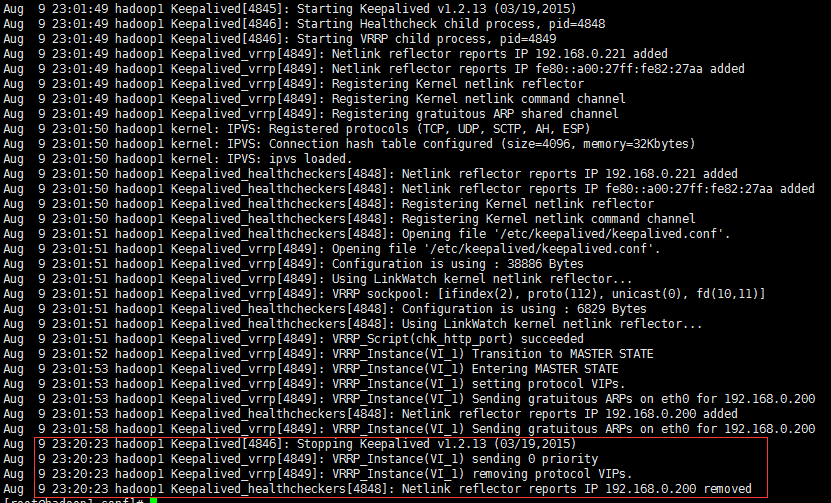 Aug  9 23:01:49 hadoop1 Keepalived[4845]: Starting Keepalived v1.2.13 (03/19,2015)
Aug  9 23:01:49 hadoop1 Keepalived[4846]: Starting Healthcheck child process, pid=4848
Aug  9 23:01:49 hadoop1 Keepalived[4846]: Starting VRRP child process, pid=4849
Aug  9 23:01:49 hadoop1 Keepalived_vrrp[4849]: Netlink reflector reports IP 192.168.0.221 added
Aug  9 23:01:49 hadoop1 Keepalived_vrrp[4849]: Netlink reflector reports IP fe80::a00:27ff:fe82:27aa added
Aug  9 23:01:49 hadoop1 Keepalived_vrrp[4849]: Registering Kernel netlink reflector
Aug  9 23:01:49 hadoop1 Keepalived_vrrp[4849]: Registering Kernel netlink command channel
Aug  9 23:01:49 hadoop1 Keepalived_vrrp[4849]: Registering gratuitous ARP shared channel
Aug  9 23:01:50 hadoop1 kernel: IPVS: Registered protocols (TCP, UDP, SCTP, AH, ESP)
Aug  9 23:01:50 hadoop1 kernel: IPVS: Connection hash table configured (size=4096, memory=32Kbytes)
Aug  9 23:01:50 hadoop1 kernel: IPVS: ipvs loaded.
Aug  9 23:01:50 hadoop1 Keepalived_healthcheckers[4848]: Netlink reflector reports IP 192.168.0.221 added
Aug  9 23:01:50 hadoop1 Keepalived_healthcheckers[4848]: Netlink reflector reports IP fe80::a00:27ff:fe82:27aa added
Aug  9 23:01:50 hadoop1 Keepalived_healthcheckers[4848]: Registering Kernel netlink reflector
Aug  9 23:01:50 hadoop1 Keepalived_healthcheckers[4848]: Registering Kernel netlink command channel
Aug  9 23:01:51 hadoop1 Keepalived_healthcheckers[4848]: Opening file '/etc/keepalived/keepalived.conf'.
Aug  9 23:01:51 hadoop1 Keepalived_vrrp[4849]: Opening file '/etc/keepalived/keepalived.conf'.
Aug  9 23:01:51 hadoop1 Keepalived_vrrp[4849]: Configuration is using : 38886 Bytes
Aug  9 23:01:51 hadoop1 Keepalived_vrrp[4849]: Using LinkWatch kernel netlink reflector...
Aug  9 23:01:51 hadoop1 Keepalived_vrrp[4849]: VRRP sockpool: [ifindex(2), proto(112), unicast(0), fd(10,11)]
Aug  9 23:01:51 hadoop1 Keepalived_healthcheckers[4848]: Configuration is using : 6829 Bytes
Aug  9 23:01:51 hadoop1 Keepalived_healthcheckers[4848]: Using LinkWatch kernel netlink reflector...
Aug  9 23:01:51 hadoop1 Keepalived_vrrp[4849]: VRRP_Script(chk_http_port) succeeded
Aug  9 23:01:52 hadoop1 Keepalived_vrrp[4849]: VRRP_Instance(VI_1) Transition to MASTER STATE
Aug  9 23:01:53 hadoop1 Keepalived_vrrp[4849]: VRRP_Instance(VI_1) Entering MASTER STATE
Aug  9 23:01:53 hadoop1 Keepalived_vrrp[4849]: VRRP_Instance(VI_1) setting protocol VIPs.
Aug  9 23:01:53 hadoop1 Keepalived_vrrp[4849]: VRRP_Instance(VI_1) Sending gratuitous ARPs on eth0 for 192.168.0.200
Aug  9 23:01:53 hadoop1 Keepalived_healthcheckers[4848]: Netlink reflector reports IP 192.168.0.200 added
Aug  9 23:01:58 hadoop1 Keepalived_vrrp[4849]: VRRP_Instance(VI_1) Sending gratuitous ARPs on eth0 for 192.168.0.200
Aug  9 23:20:23 hadoop1 Keepalived[4846]: Stopping Keepalived v1.2.13 (03/19,2015)
Aug  9 23:20:23 hadoop1 Keepalived_vrrp[4849]: VRRP_Instance(VI_1) sending 0 priority
Aug  9 23:20:23 hadoop1 Keepalived_vrrp[4849]: VRRP_Instance(VI_1) removing protocol VIPs.
Aug  9 23:20:23 hadoop1 Keepalived_healthcheckers[4848]: Netlink reflector reports IP 192.168.0.200 removed
[root@hadoop1 conf]#